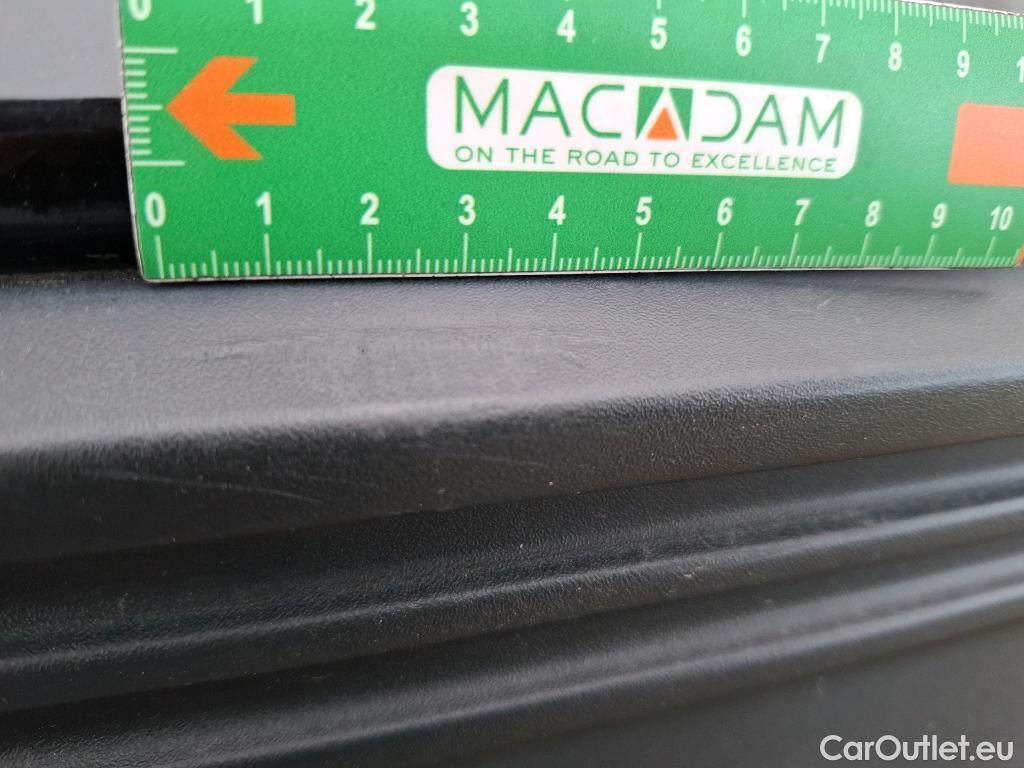 0 1 2 3 4 5 6 7 8 9
MACADAM
ON THE ROAD TO EXCELLENCE
0 1 2 3 4 5 6 7 8 9 10
CarOutlet.eu